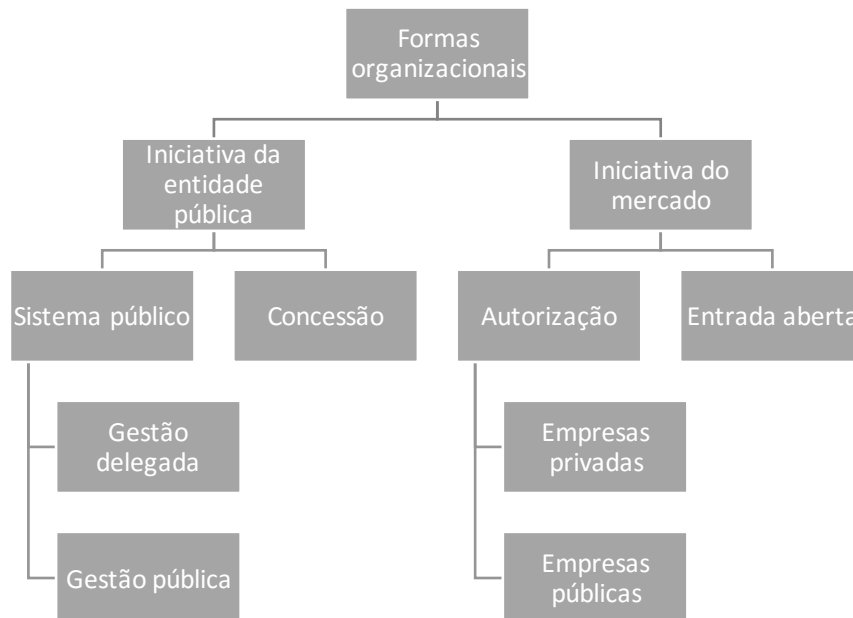 Formas
organizacionais
Iniciativa da
entidade
pública
Iniciativa do
mercado
Sistema público
Concessão
Autorização
Entrada aberta
Gestão
delegada
Empresas
privadas
Gestão pública
Empresas
públicas